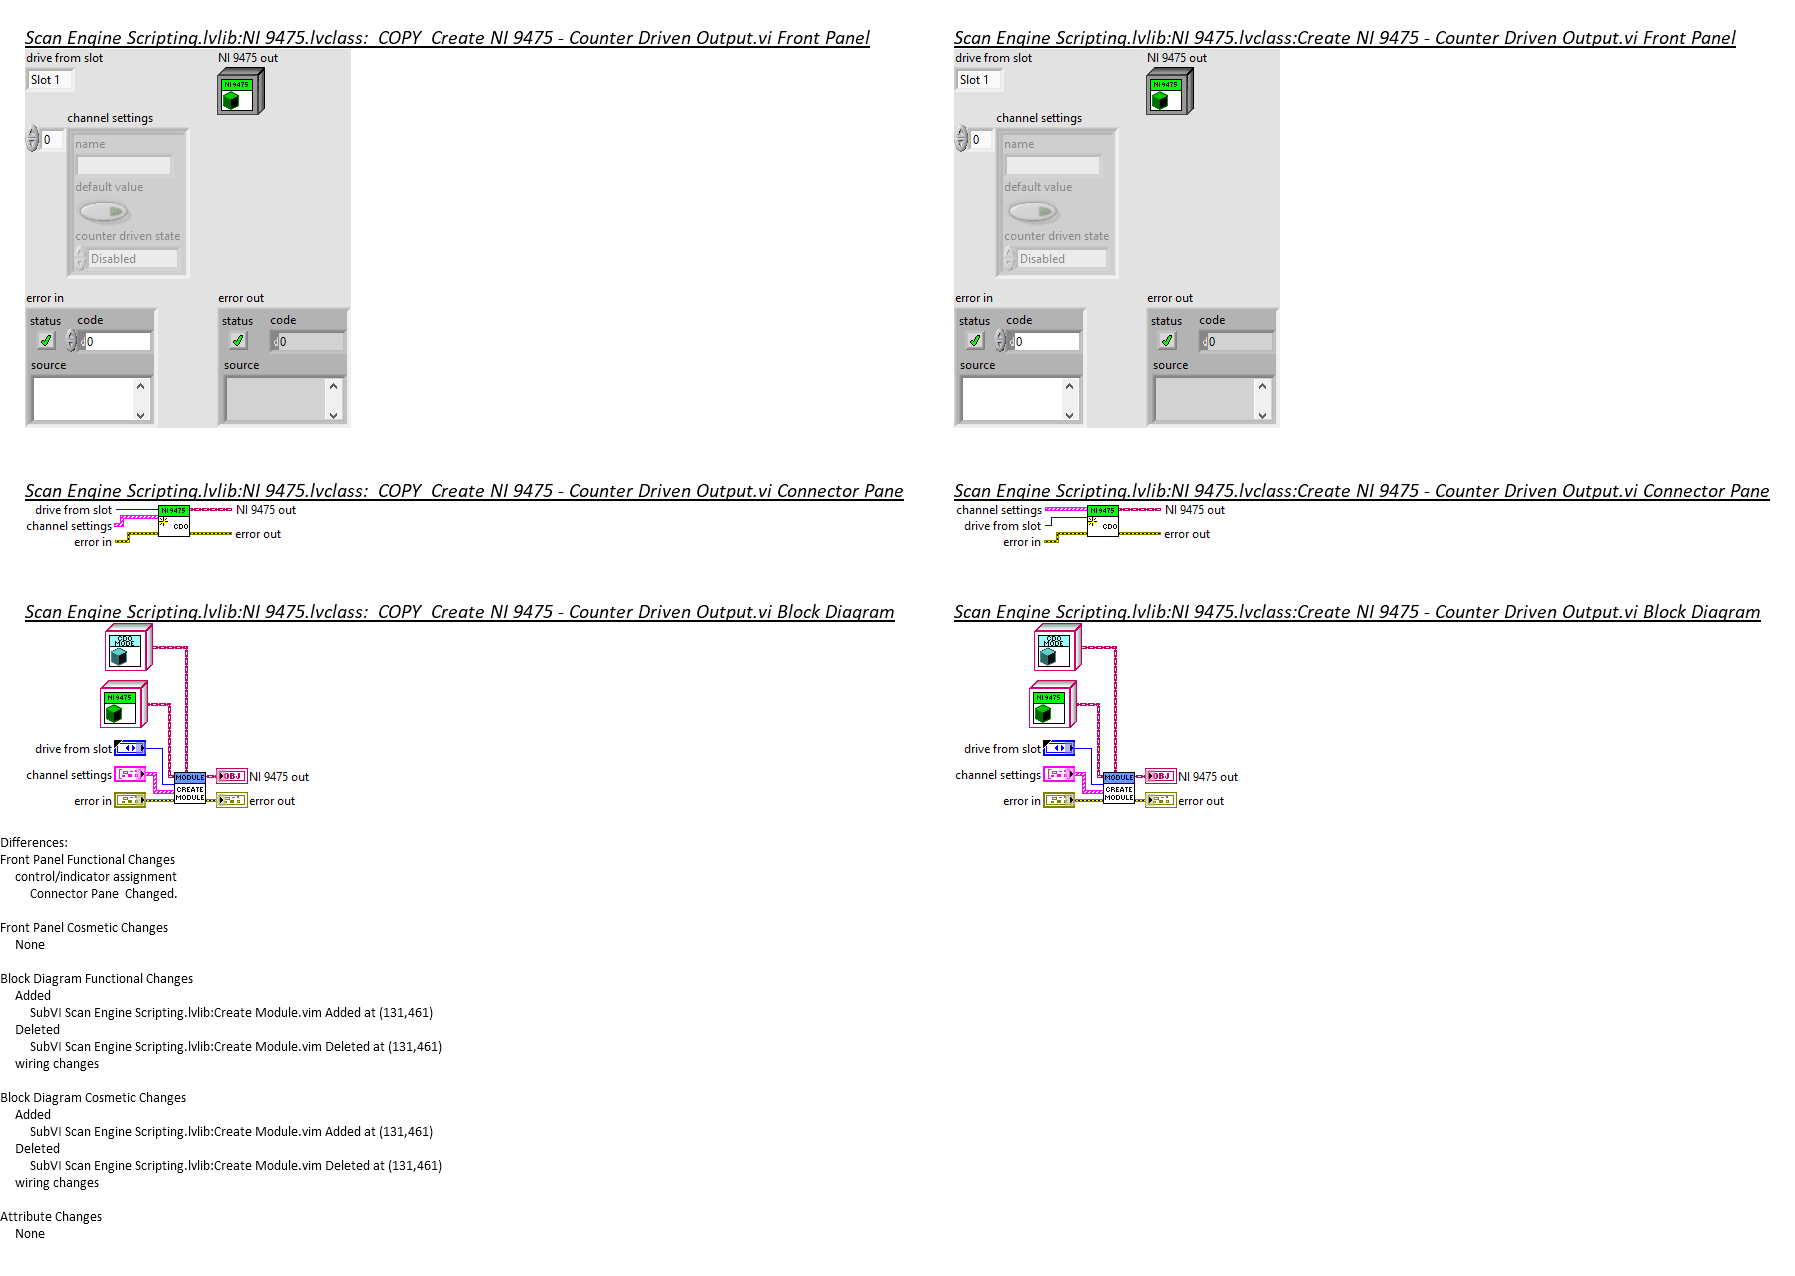 Scan Engine Scripting.lvlib:NI 9475.lvclass:_COPY_Create NI 9475 - Counter Driven Output.vi Front Panel
drive from slot
NI 9475 out
Slot 1
NI 9475
channel settings
0
name
default value
counter driven state
Disabled
error in
error out
status code
status code
d0
d0
source
source
Scan Engine Scripting.lvlib:NI 9475.lvclass:_COPY_Create NI 9475 - Counter Driven Output.vi Connector Pane
drive from slot
NI 9475
NI 9475 out
channel settings
CDO
error in
error out
Scan Engine Scripting.lvlib:NI 9475.lvclass:_COPY_Create NI 9475 - Counter Driven Output.vi Block Diagram
CDO
MODE
NI 9475
drive from slot
channel settings
MODULE
OBJ
NI 9475 out
CREATE
MODULE
error in
error out
Differences:
Front Panel Functional Changes
control/indicator assignment
Connector Pane  Changed.
Front Panel Cosmetic Changes
None
Block Diagram Functional Changes
Added
SubVI Scan Engine Scripting.lvlib:Create Module.vim Added at (131,461)
Deleted
SubVI Scan Engine Scripting.lvlib:Create Module.vim Deleted at (131,461)
wiring changes
Block Diagram Cosmetic Changes
Added
SubVI Scan Engine Scripting.lvlib:Create Module.vim Added at (131,461)
Deleted
SubVI Scan Engine Scripting.lvlib:Create Module.vim Deleted at (131,461)
wiring changes
Attribute Changes
None
Scan Engine Scripting.lvlib:NI 9475.lvclass:Create NI 9475 - Counter Driven Output.vi Front Panel
drive from slot
NI 9475 out
Slot 1
NI 9475
channel settings
0
name
default value
counter driven state
Disabled
error in
error out
status code
status code
d0
d0
source
source
Scan Engine Scripting.lvlib:NI 9475.lvclass:Create NI 9475 - Counter Driven Output.vi Connector Pane
channel settings
NI 9475
NI 9475 out
drive from slot
CDO
error in
error out
Scan Engine Scripting.lvlib:NI 9475.lvclass:Create NI 9475 - Counter Driven Output.vi Block Diagram
CDO
MODE
NI 9475
drive from slot
channel settings
MODULE
OBJ
NI 9475 out
CREATE
MODULE
error in
error out